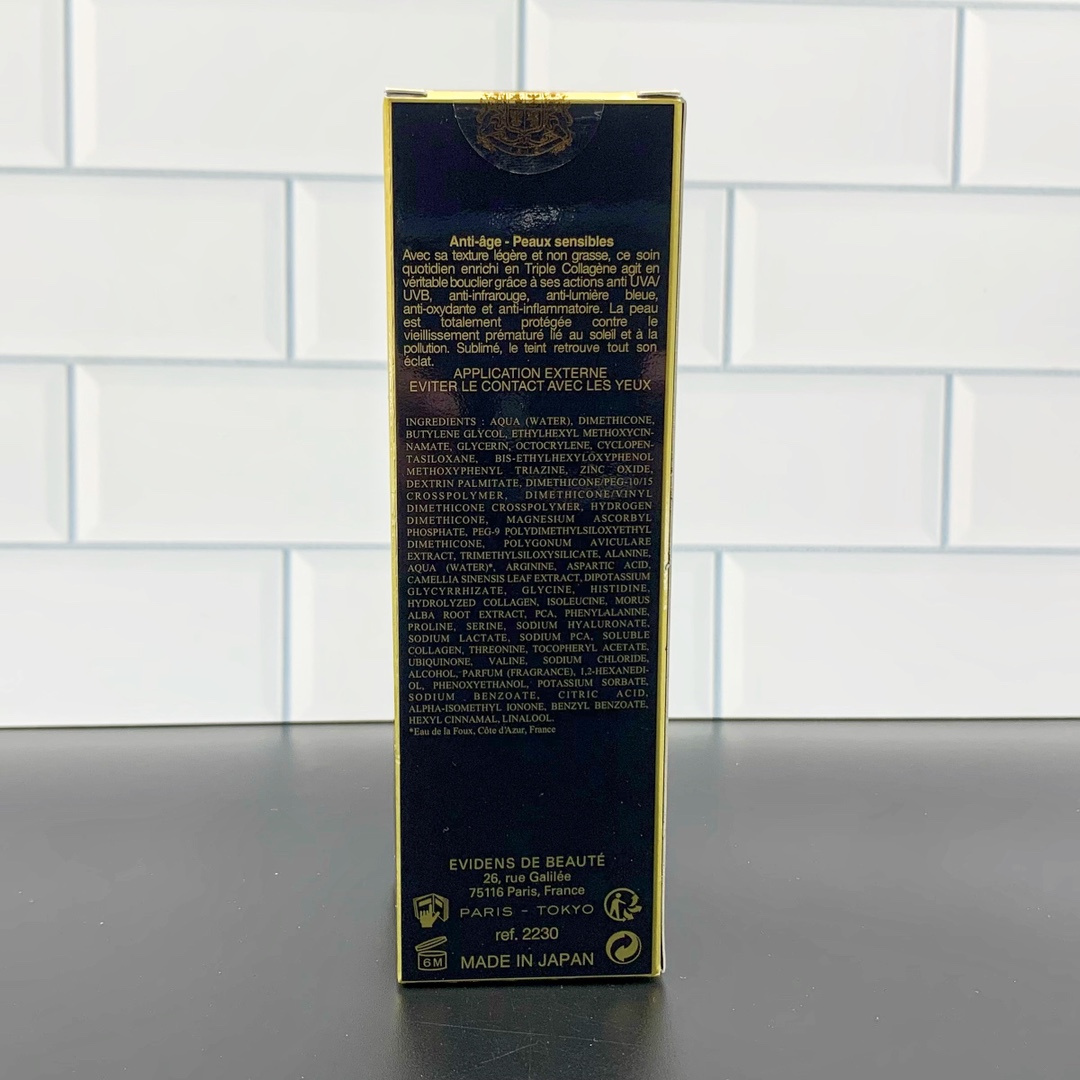 Anti-âge - Peaux sensibles
Avec sa texture légère et non grasse, ce soin
quotidien enrichi en Triple Collagène agit en
véritable bouclier grâce à ses actions anti UVA/
UVB, anti-infrarouge, anti-lumière bleue,
anti-oxydante et anti-inflammatoire. La peau
est totalement protégée contre le
vieillissement prématuré lié au soleil et à la
pollution. Sublimé, le teint retrouve tout son
éclat.
APPLICATION EXTERNE
EVITER LE CONTACT AVEC LES YEUX
INGREDIENTS : AQUA (WATER), DIMETHICONE,
BUTYLENE GLYCOL, ETHYLHEXYL METHOXYCIN-
NAMATE, GLYCERIN, OCTOCRYLENE, CYCLOPEN-
TASILOXANE, BIS-ETHYLHEXYLOXYPHENOL
METHOXYPHENYL TRIAZINE, ZINC OXIDE,
DEXTRIN PALMITATE, DIMETHICONE/PEG-10/15
CROSSPOLYMER, DIMETHICONE/VINYL
DIMETHICONE CROSSPOLYMER, HYDROGEN
DIMETHICONE, MAGNESIUM ASCORBYL
PHOSPHATE, PEG-9 POLYDIMETHYLSILOXYETHYL
DIMETHICONE, POLYGONUM AVICULARE
EXTRACT, TRIMETHYLSILOXYSILICATE, ALANINE,
AQUA (WATER)*, ARGININE, ASPARTIC ACID,
CAMELLIA SINENSIS LEAF EXTRACT, DIPOTASSIUM
GLYCYRRHIZATE, GLYCINE, HISTIDINE,
HYDROLYZED COLLAGEN, ISOLEUCINE, MORUS
ALBA ROOT EXTRACT, PCA, PHENYLALANINE,
PROLINE, SERINE, SODIUM HYALURONATE,
SODIUM LACTATE, SODIUM PCA, SOLUBLE
COLLAGEN, THREONINE, TOCOPHERYL ACETATE,
UBIQUINONE, VALINE, SODIUM CHLORIDE,
ALCOHOL, PARFUM (FRAGRANCE), 1,2-HEXANEDI-
OL, PHENOXYETHANOL, POTASSIUM SORBATE,
SODIUM BENZOATE, CITRIC ACID,
ALPHA-ISOMETHYL IONONE, BENZYL BENZOATE,
HEXYL CINNAMAL, LINALOOL.
*Eau de la Foux, Côte d'Azur, France
EVIDENS DE BEAUTÉ
26, rue Galilée
75116 Paris, France
PARIS - TOKYO
ref. 2230
6M
MADE IN JAPAN